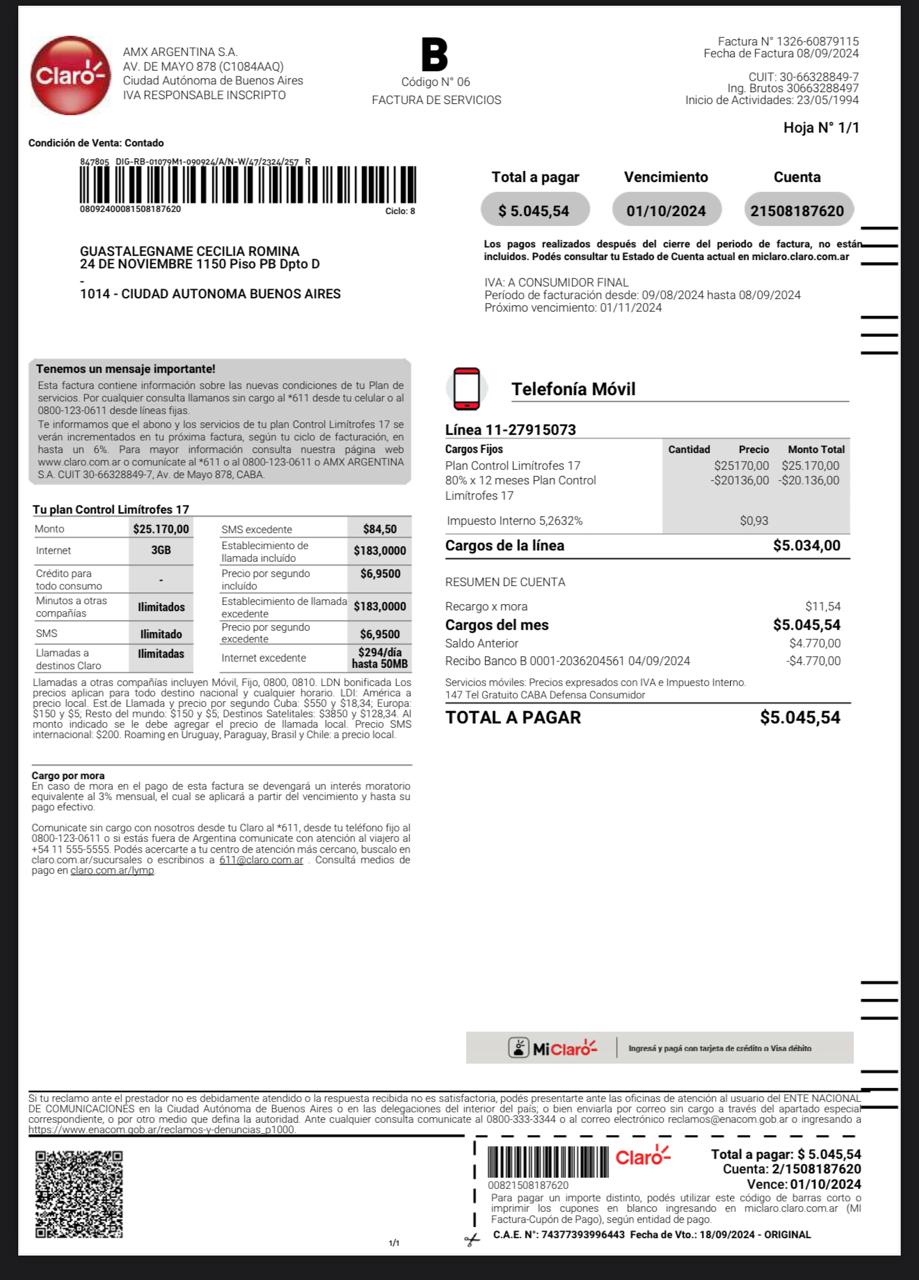 Claro-
AMX ARGENTINA S.A.
AV. DE MAYO 878 (C1084AAQ)
Ciudad Autónoma de Buenos Aires
IVA RESPONSABLE INSCRIPTO
B
Código N° 06
FACTURA DE SERVICIOS
Factura N° 1326-60879115
Fecha de Factura 08/09/2024
CUIT: 30-66328849-7
Ing. Brutos 30663288497
Inicio de Actividades: 23/05/1994
Hoja N° 1/1
Condición de Venta: Contado
847805 DIG-RB-01079M1-090924/A/N-W/47/2324/257 R
08092400081508187620
Ciclo: 8
Total a pagar Vencimiento Cuenta
$ 5.045,54 01/10/2024 21508187620
Los pagos realizados después del cierre del periodo de factura, no están
incluidos. Podés consultar tu Estado de Cuenta actual en miclaro.claro.com.ar
GUASTALEGNAME CECILIA ROMINA
24 DE NOVIEMBRE 1150 Piso PB Dpto D
-
1014 - CIUDAD AUTONOMA BUENOS AIRES
IVA: A CONSUMIDOR FINAL
Período de facturación desde: 09/08/2024 hasta 08/09/2024
Próximo vencimiento: 01/11/2024
Tenemos un mensaje importante!
Esta factura contiene información sobre las nuevas condiciones de tu Plan de
servicios. Por cualquier consulta llamanos sin cargo al *611 desde tu celular o al
0800-123-0611 desde líneas fijas.
Te informamos que el abono y los servicios de tu plan Control Limítrofes 17 se
verán incrementados en tu próxima factura, según tu ciclo de facturación, en
hasta un 6%. Para mayor información consulta nuestra página web
www.claro.com.ar o comunícate al *611 o al 0800-123-0611 o AMX ARGENTINA
S.A. CUIT 30-66328849-7, Av. de Mayo 878, CABA.
Tu plan Control Limítrofes 17
Monto $25.170,00 SMS excedente $84,50
Internet 3GB Establecimiento de
llamada incluído $183,0000
Crédito para
todo consumo - Precio por segundo
incluído $6,9500
Minutos a otras
compañías Ilimitados Establecimiento de llamada
excedente $183,0000
SMS Ilimitado Precio por segundo
excedente $6,9500
Llamadas a
destinos Claro Ilimitadas Internet excedente $294/día
hasta 50MB
Llamadas a otras compañías incluyen Móvil, Fijo, 0800, 0810. LDN bonificada Los
precios aplican para todo destino nacional y cualquier horario. LDI: América a
precio local. Est.de Llamada y precio por segundo Cuba: $550 y $18,34; Europa:
$150 y $5; Resto del mundo: $150 y $5; Destinos Satelitales: $3850 y $128,34. Al
monto indicado se le debe agregar el precio de llamada local. Precio SMS
internacional: $200. Roaming en Uruguay, Paraguay, Brasil y Chile: a precio local.
Cargo por mora
En caso de mora en el pago de esta factura se devengará un interés moratorio
equivalente al 3% mensual, el cual se aplicará a partir del vencimiento y hasta su
pago efectivo.
Comunicate sin cargo con nosotros desde tu Claro al *611, desde tu teléfono fijo al
0800-123-0611 o si estás fuera de Argentina comunicate con atención al viajero al
+54 11 555-5555. Podés acercarte a tu centro de atención más cercano, buscalo en
claro.com.ar/sucursales o escribinos a 611@claro.com.ar . Consultá medios de
pago en claro.com.ar/lymp
Telefonía Móvil
Línea 11-27915073
Cargos Fijos Cantidad Precio Monto Total
Plan Control Limítrofes 17 $25170,00 $25.170,00
80% x 12 meses Plan Control -$20136,00 -$20.136,00
Limítrofes 17
Impuesto Interno 5,2632% $0,93
Cargos de la línea $5.034,00
RESUMEN DE CUENTA
Recargo x mora $11,54
Cargos del mes $5.045,54
Saldo Anterior $4.770,00
Recibo Banco B 0001-2036204561 04/09/2024 -$4.770,00
Servicios móviles: Precios expresados con IVA e Impuesto Interno.
147 Tel Gratuito CABA Defensa Consumidor
TOTAL A PAGAR $5.045,54
MiClaro- Ingresá y pagá con tarjeta de crédito o Visa débito
Si tu reclamo ante el prestador no es debidamente atendido o la respuesta recibida no es satisfactoria, podés presentarte ante las oficinas de atención al usuario del ENTE NACIONAL
DE COMUNICACIONES en la Ciudad Autónoma de Buenos Aires o en las delegaciones del interior del país; o bien enviarla por correo sin cargo a través del apartado especial
correspondiente, o por otro medio que defina la autoridad. Ante cualquier consulta comunicate al 0800-333-3344 o al correo electrónico reclamos@enacom.gob.ar o ingresando a
https://www.enacom.gob.ar/reclamos-y-denuncias_p1000.
1/1
00821508187620
Claro-
Total a pagar: $ 5.045,54
Cuenta: 2/1508187620
Vence: 01/10/2024
Para pagar un importe distinto, podés utilizar este código de barras corto o
imprimir los cupones en blanco ingresando en miclaro.claro.com.ar (MI
Factura-Cupón de Pago), según entidad de pago.
C.A.E. N°: 74377393996443 Fecha de Vto.: 18/09/2024 - ORIGINAL